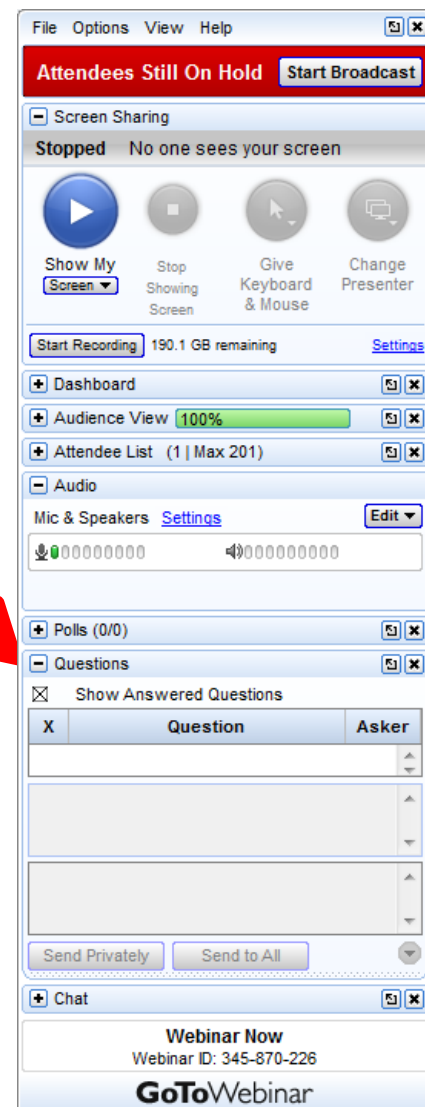 File Options View Help
Attendees Still On Hold Start Broadcast
Screen Sharing
Stopped No one sees your screen
Show My Screen
Stop Showing Screen
Give Keyboard & Mouse
Change Presenter
Start Recording 190.1 GB remaining Settings
Dashboard
Audience View 100%
Attendee List (1 | Max 201)
Audio
Mic & Speakers Settings Edit
Polls (0/0)
Questions
Show Answered Questions
X Question Asker
Send Privately Send to All
Chat
Webinar Now
Webinar ID: 345-870-226
GoToWebinar